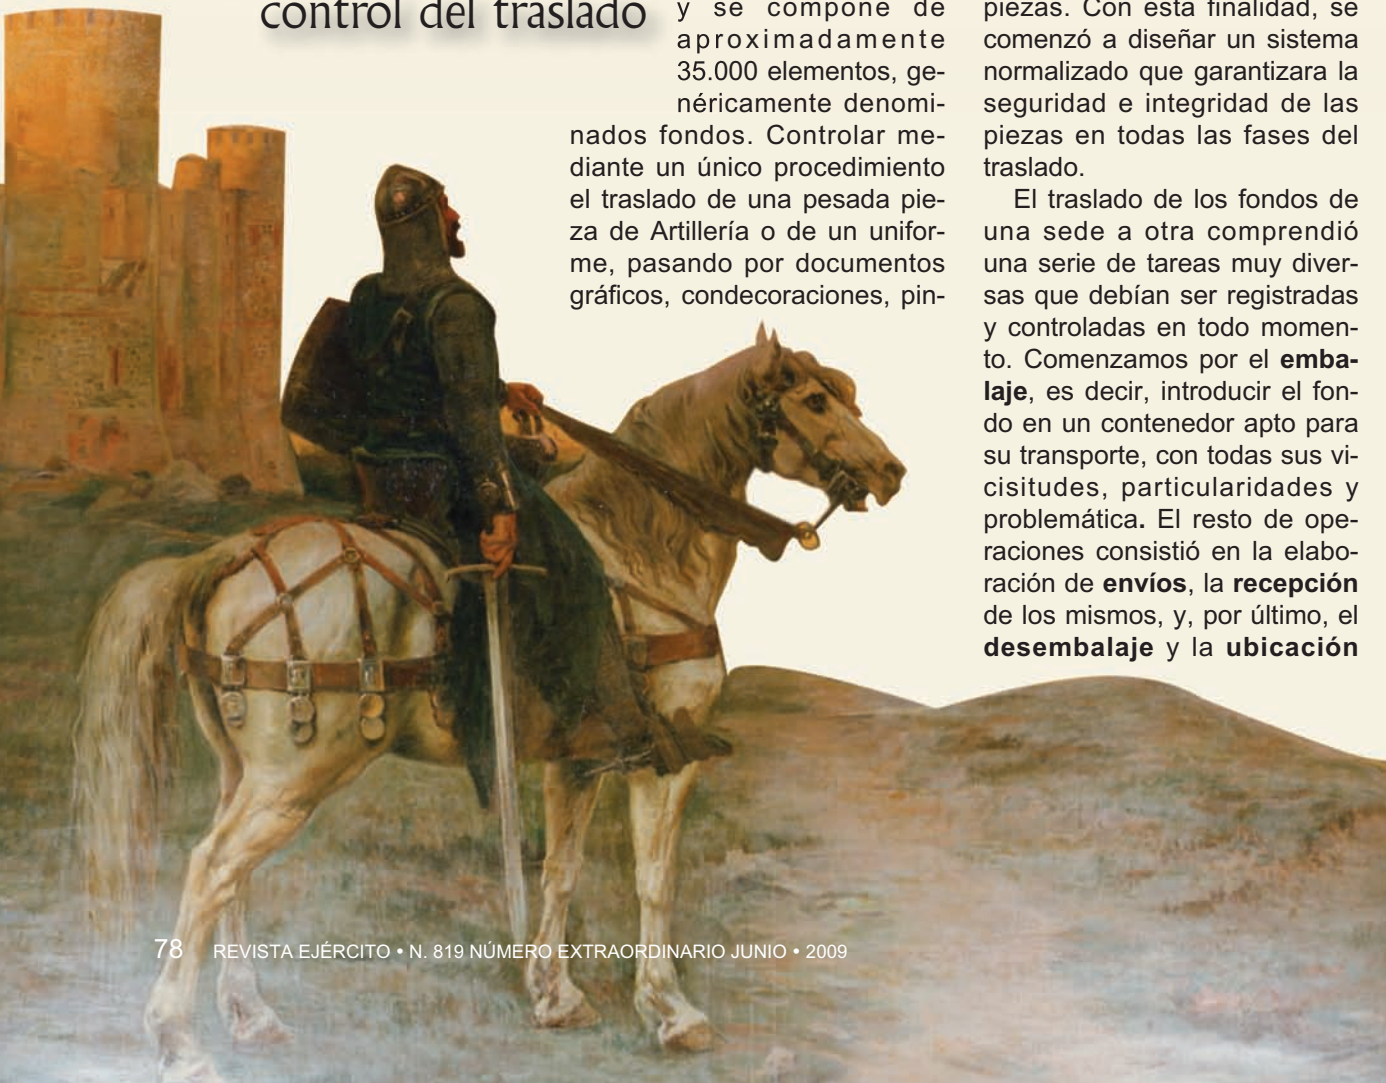 control del traslado
y se compone de
aproximadamente
35.000 elementos, ge-
néricamente denomi-
nados fondos. Controlar me-
diante un único procedimiento
el traslado de una pesada pie-
za de Artillería o de un unifor-
me, pasando por documentos
gráficos, condecoraciones, pin-
piezas. Con esta finalidad, se
comenzó a diseñar un sistema
normalizado que garantizara la
seguridad e integridad de las
piezas en todas las fases del
traslado.
El traslado de los fondos de
una sede a otra comprendió
una serie de tareas muy diver-
sas que debían ser registradas
y controladas en todo momen-
to. Comenzamos por el emba-
laje, es decir, introducir el fon-
do en un contenedor apto para
su transporte, con todas sus vi-
cisitudes, particularidades y
problemática. El resto de ope-
raciones consistió en la elabo-
ración de envíos, la recepción
de los mismos, y, por último, el
desembalaje y la ubicación
78 REVISTA EJÉRCITO • N. 819 NÚMERO EXTRAORDINARIO JUNIO • 2009